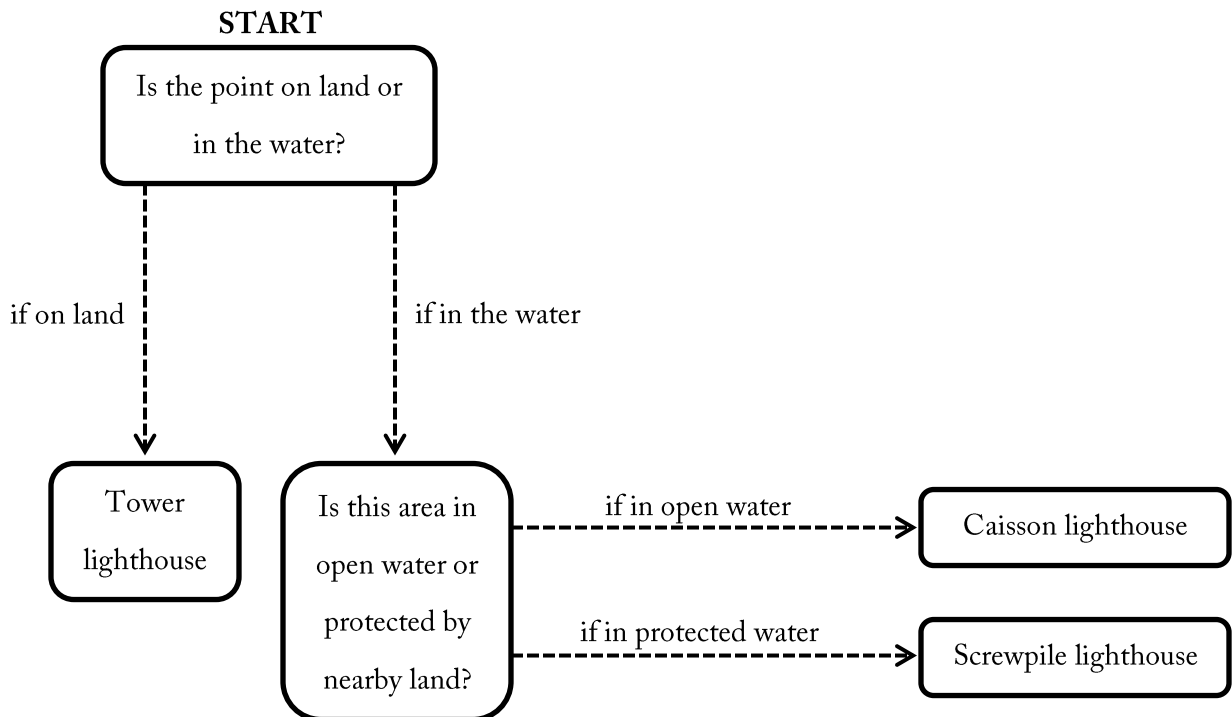 START
Is the point on land or
in the water?
if on land
if in the water
Tower
lighthouse
Is this area in
open water or
protected by
nearby land?
if in open water
Caisson lighthouse
if in protected water
Screwpile lighthouse